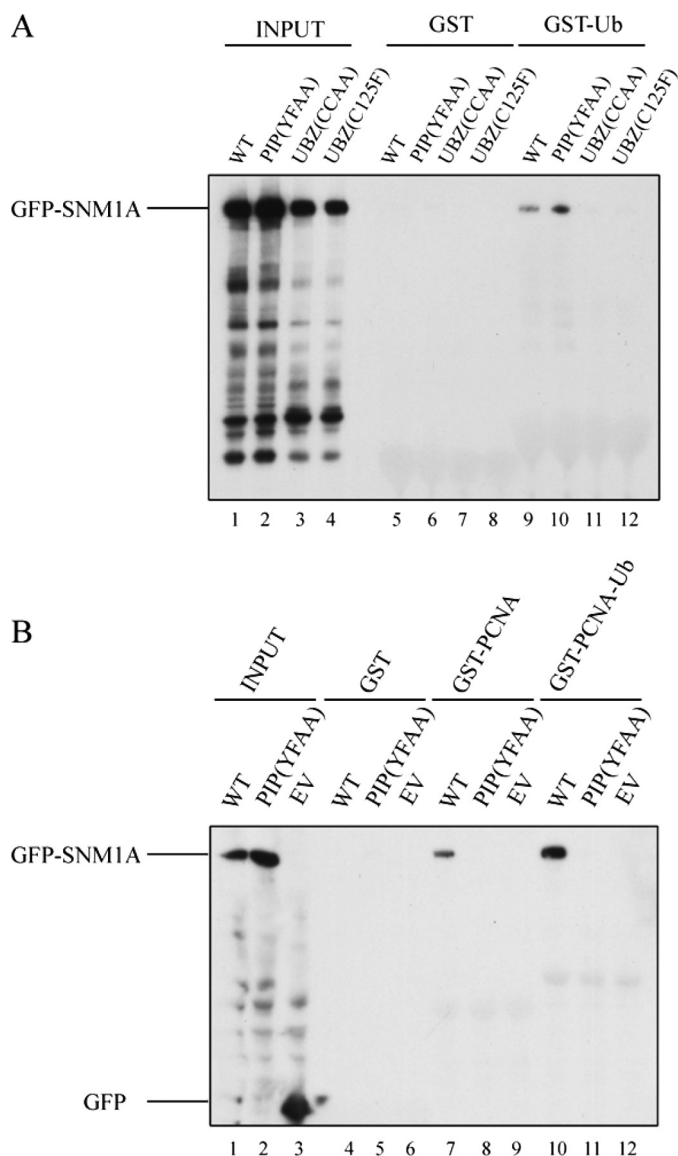 A
INPUT GST GST-Ub
WT PIP(YFAA) UBZ(CCAA) UBZ(C125F) WT PIP(YFAA) UBZ(CCAA) UBZ(C125F) WT PIP(YFAA) UBZ(CCAA) UBZ(C125F)
GFP-SNM1A
1 2 3 4 5 6 7 8 9 10 11 12
B
INPUT GST GST-PCNA GST-PCNA-Ub
WT PIP(YFAA) EV WT PIP(YFAA) EV WT PIP(YFAA) EV WT PIP(YFAA) EV
GFP-SNM1A
GFP
1 2 3 4 5 6 7 8 9 10 11 12